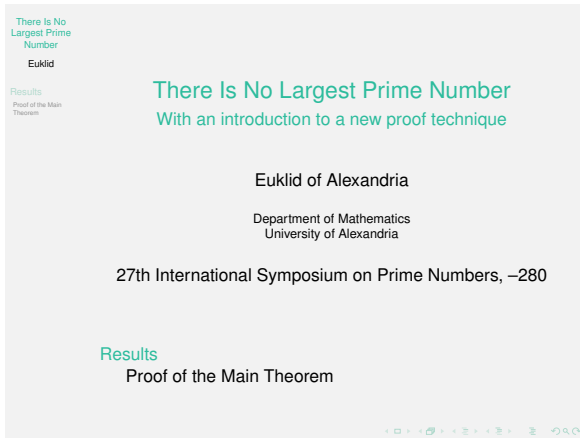 There Is No
Largest Prime
Number
Euklid
Results
Proof of the Main
Theorem
There Is No Largest Prime Number
With an introduction to a new proof technique
Euklid of Alexandria
Department of Mathematics
University of Alexandria
27th International Symposium on Prime Numbers, –280
Results
Proof of the Main Theorem